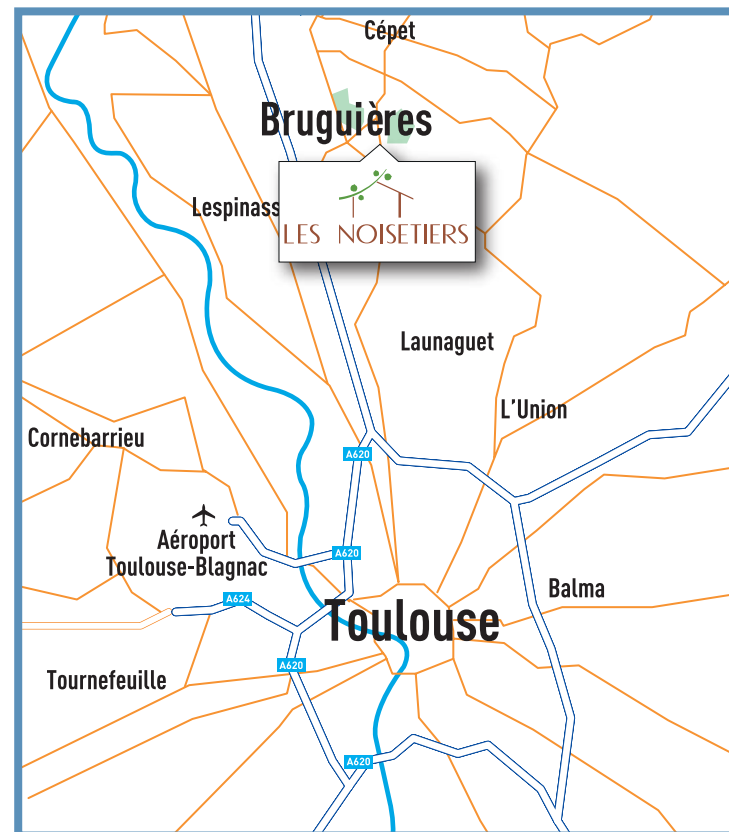 Cépet
Bruguières
Lespinass
LES NOISETIERS
Launaguet
L'Union
Cornebarrieu
A620
Aéroport
Toulouse-Blagnac
A620
A624
Balma
Toulouse
A620
Tournefeuille
A620